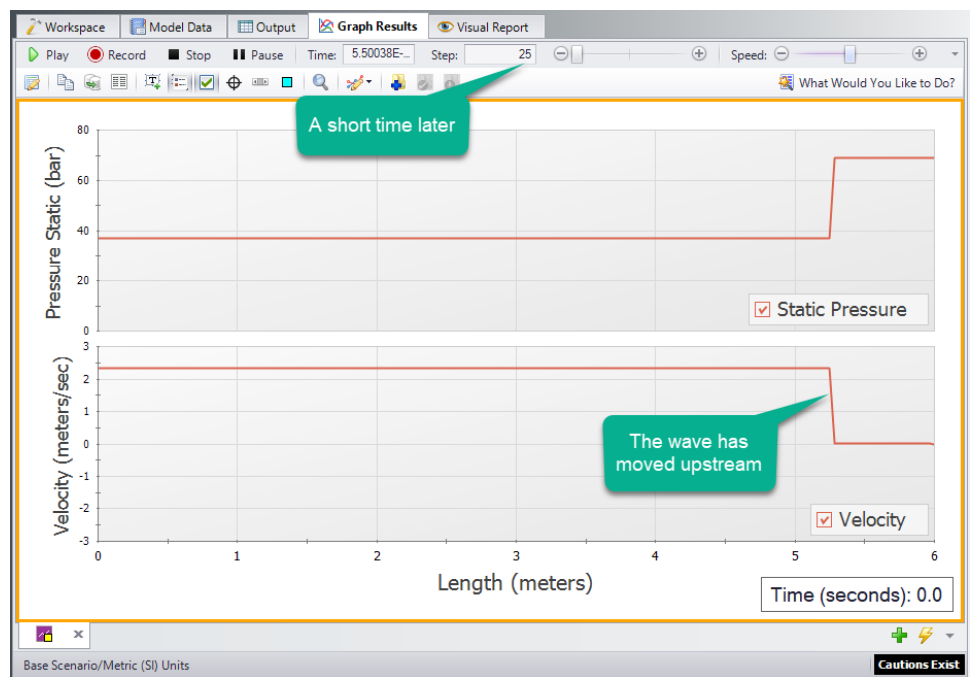 Workspace Model Data Output Graph Results Visual Report
Play Record Stop Pause Time: 5.50038E-... Step: 25 Speed:
What Would You Like to Do?
A short time later
80
60
40
20
0
Pressure Static (bar)
Static Pressure
3
2
1
0
-1
-2
-3
Velocity (meters/sec)
The wave has
moved upstream
Velocity
0 1 2 3 4 5 6
Length (meters)
Time (seconds): 0.0
Base Scenario/Metric (SI) Units
Cautions Exist